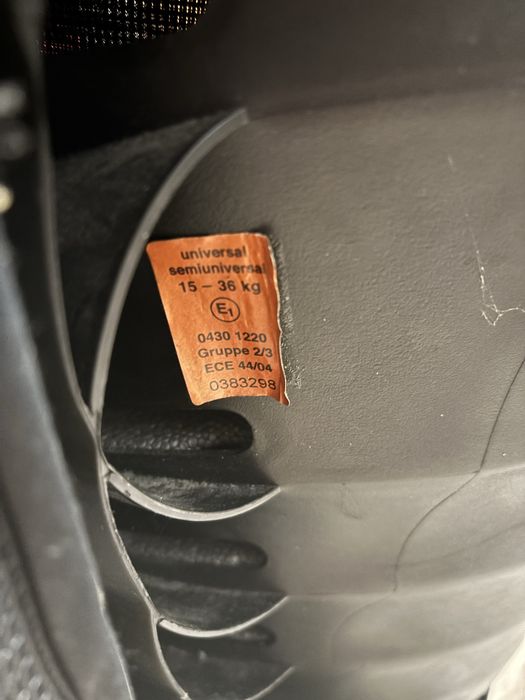 universal
semiuniversal
15 – 36 kg
E1
0430 1220
Gruppe 2/3
ECE 44/04
0383298